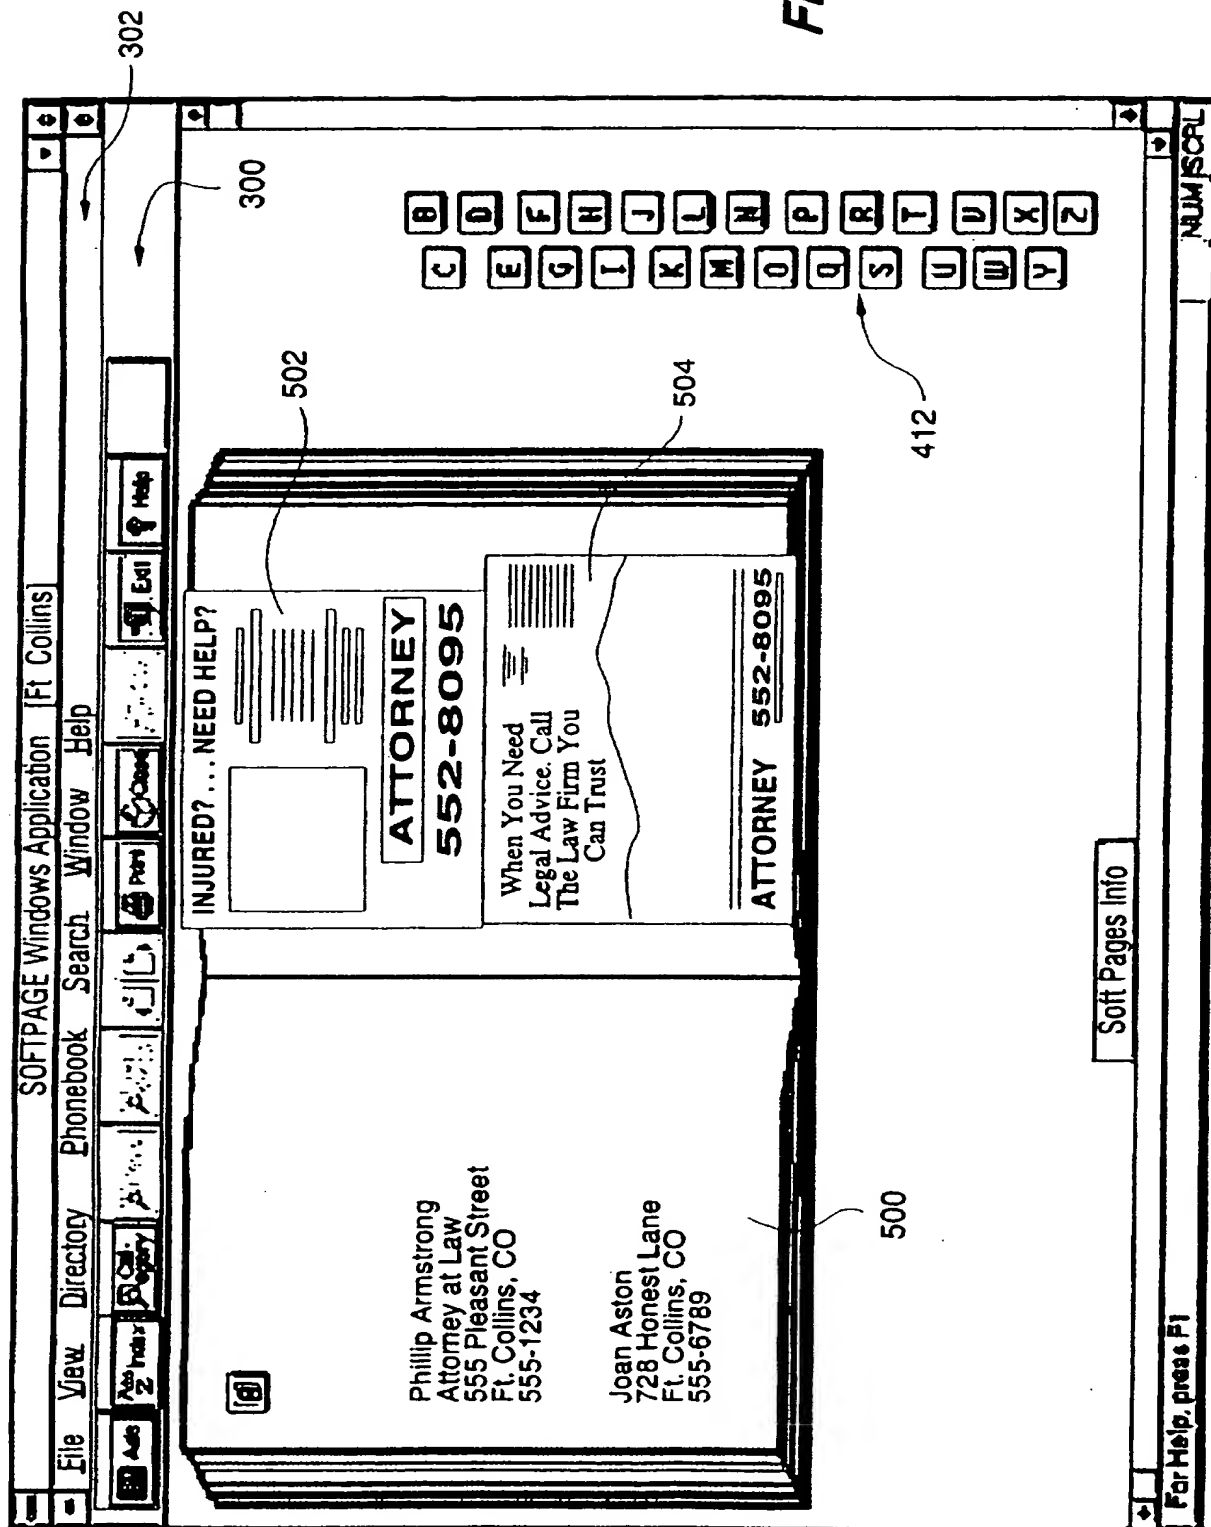 SOFTPAGE Windows Application [Ft Collins]
File View Directory Phonebook Search Window Help
302
Ads Index Print Close Exit Help
300
INJURED?...NEED HELP?
502
ATTORNEY
552-8095
When You Need
Legal Advice. Call
The Law Firm You
Can Trust
504
ATTORNEY 552-8095
Phillip Armstrong
Attorney at Law
555 Pleasant Street
Ft. Collins, CO
555-1234
Joan Aston
728 Honest Lane
Ft. Collins, CO
555-6789
500
B D F H J L N P R T V X Z
C E G I K M O Q S U W Y
412
Soft Pages Info
For Help, press F1
NUM SCRL